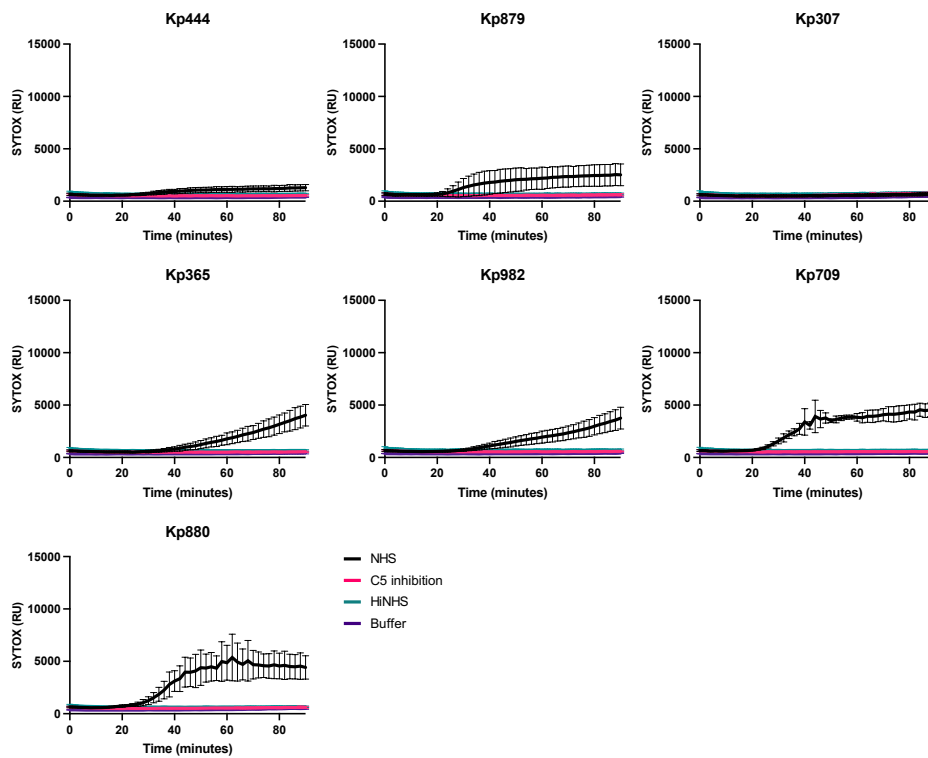 Kp444
15000
10000
5000
0
SYTOX (RU)
0 20 40 60 80
Time (minutes)
Kp879
15000
10000
5000
0
SYTOX (RU)
0 20 40 60 80
Time (minutes)
Kp307
15000
10000
5000
0
SYTOX (RU)
0 20 40 60 80
Time (minutes)
Kp365
15000
10000
5000
0
SYTOX (RU)
0 20 40 60 80
Time (minutes)
Kp982
15000
10000
5000
0
SYTOX (RU)
0 20 40 60 80
Time (minutes)
Kp709
15000
10000
5000
0
SYTOX (RU)
0 20 40 60 80
Time (minutes)
Kp880
15000
10000
5000
0
SYTOX (RU)
0 20 40 60 80
Time (minutes)
NHS
C5 inhibition
HiNHS
Buffer